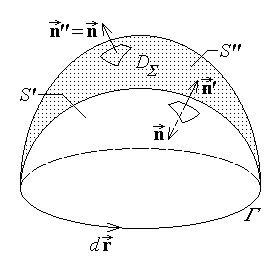 n⃗″=n⃗
S″
D_Σ
S′
n⃗′
n⃗
Γ
dr⃗